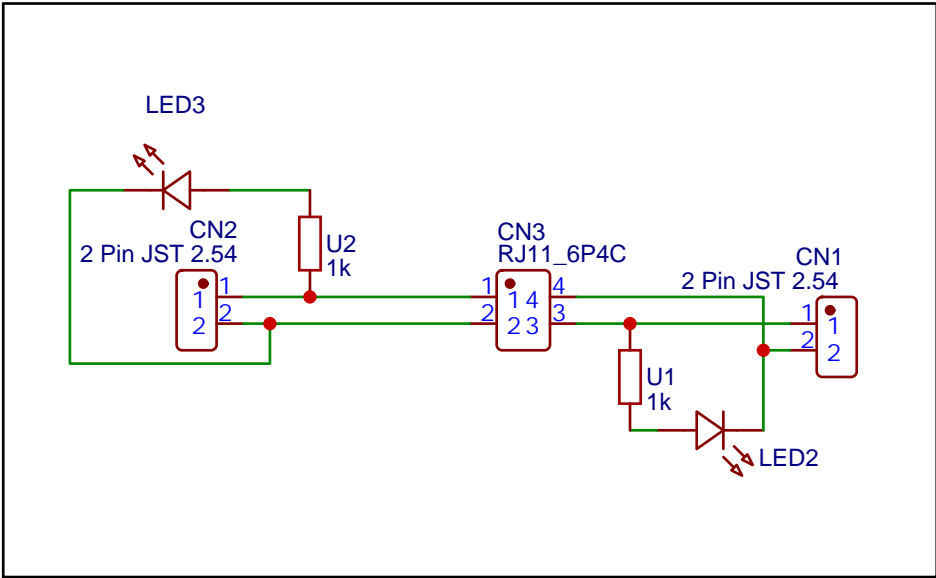 LED3
CN2
2 Pin JST 2.54
1
1
2
2
U2
1k
CN3
RJ11_6P4C
1
1 4
4
2
2 3
3
CN1
2 Pin JST 2.54
1
1
2
2
U1
1k
LED2